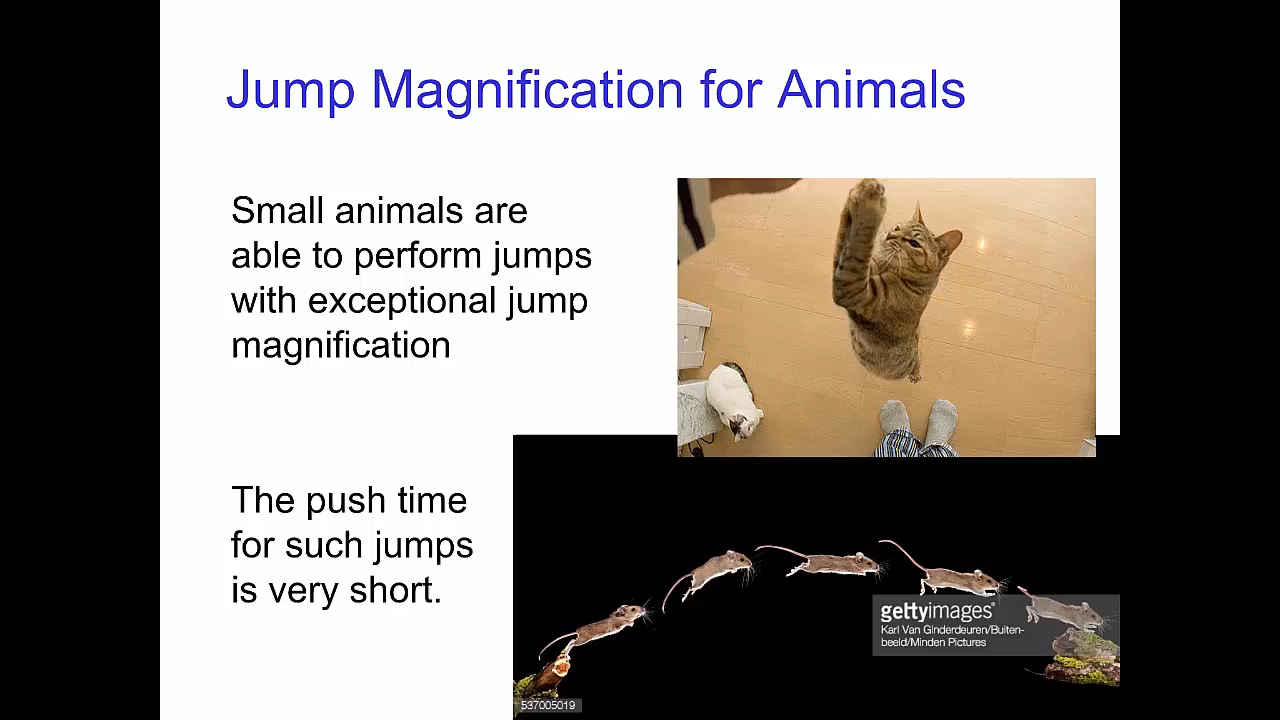 Jump Magnification for Animals
Small animals are
able to perform jumps
with exceptional jump
magnification
The push time
for such jumps
is very short.
gettyimages®
Karl Van Ginderdeuren/Buiten-
beeld/Minden Pictures
537005019